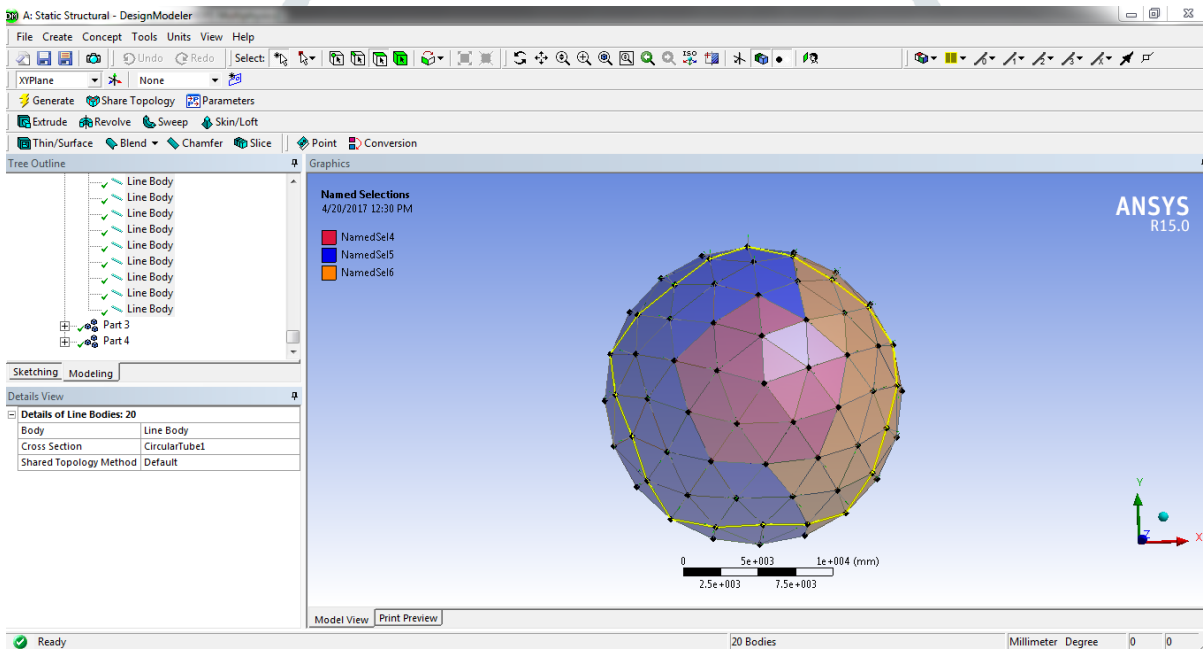 A: Static Structural - DesignModeler
File Create Concept Tools Units View Help
Undo Redo Select: ISO
XYPlane None
Generate Share Topology Parameters
Extrude Revolve Sweep Skin/Loft
Thin/Surface Blend Chamfer Slice Point Conversion
Tree Outline
Line Body
Line Body
Line Body
Line Body
Line Body
Line Body
Line Body
Line Body
Line Body
Part 3
Part 4
Sketching Modeling
Details View
Details of Line Bodies: 20
Body Line Body
Cross Section CircularTube1
Shared Topology Method Default
Graphics
Named Selections
4/20/2017 12:30 PM
NamedSel4
NamedSel5
NamedSel6
ANSYS
R15.0
Y
Z X
0 5e+003 1e+004 (mm)
2.5e+003 7.5e+003
Model View Print Preview
Ready 20 Bodies Millimeter Degree 0 0